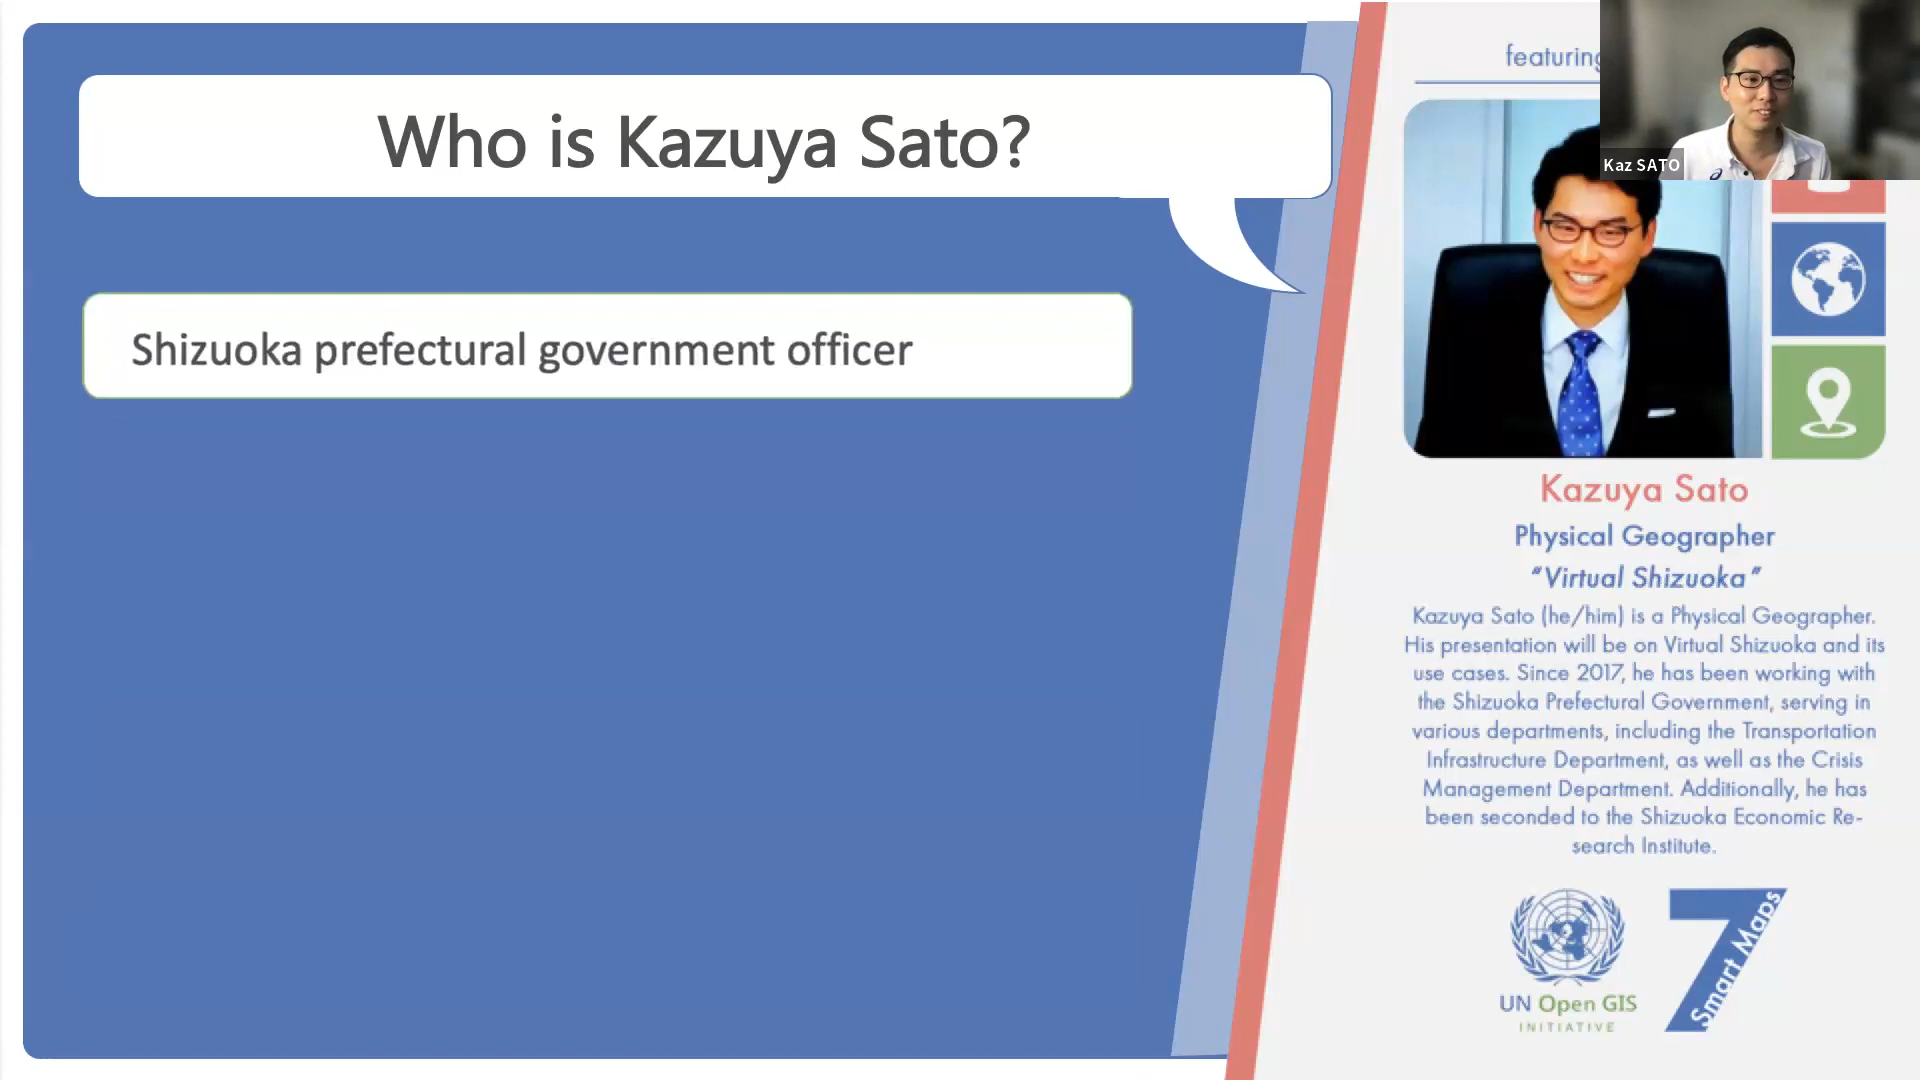 Who is Kazuya Sato?
Shizuoka prefectural government officer
featuring
Kaz SATO
Kazuya Sato
Physical Geographer
“Virtual Shizuoka”
Kazuya Sato (he/him) is a Physical Geographer.
His presentation will be on Virtual Shizuoka and its
use cases. Since 2017, he has been working with
the Shizuoka Prefectural Government, serving in
various departments, including the Transportation
Infrastructure Department, as well as the Crisis
Management Department. Additionally, he has
been seconded to the Shizuoka Economic Re-
search Institute.
UN Open GIS
INITIATIVE
7
Smart Maps